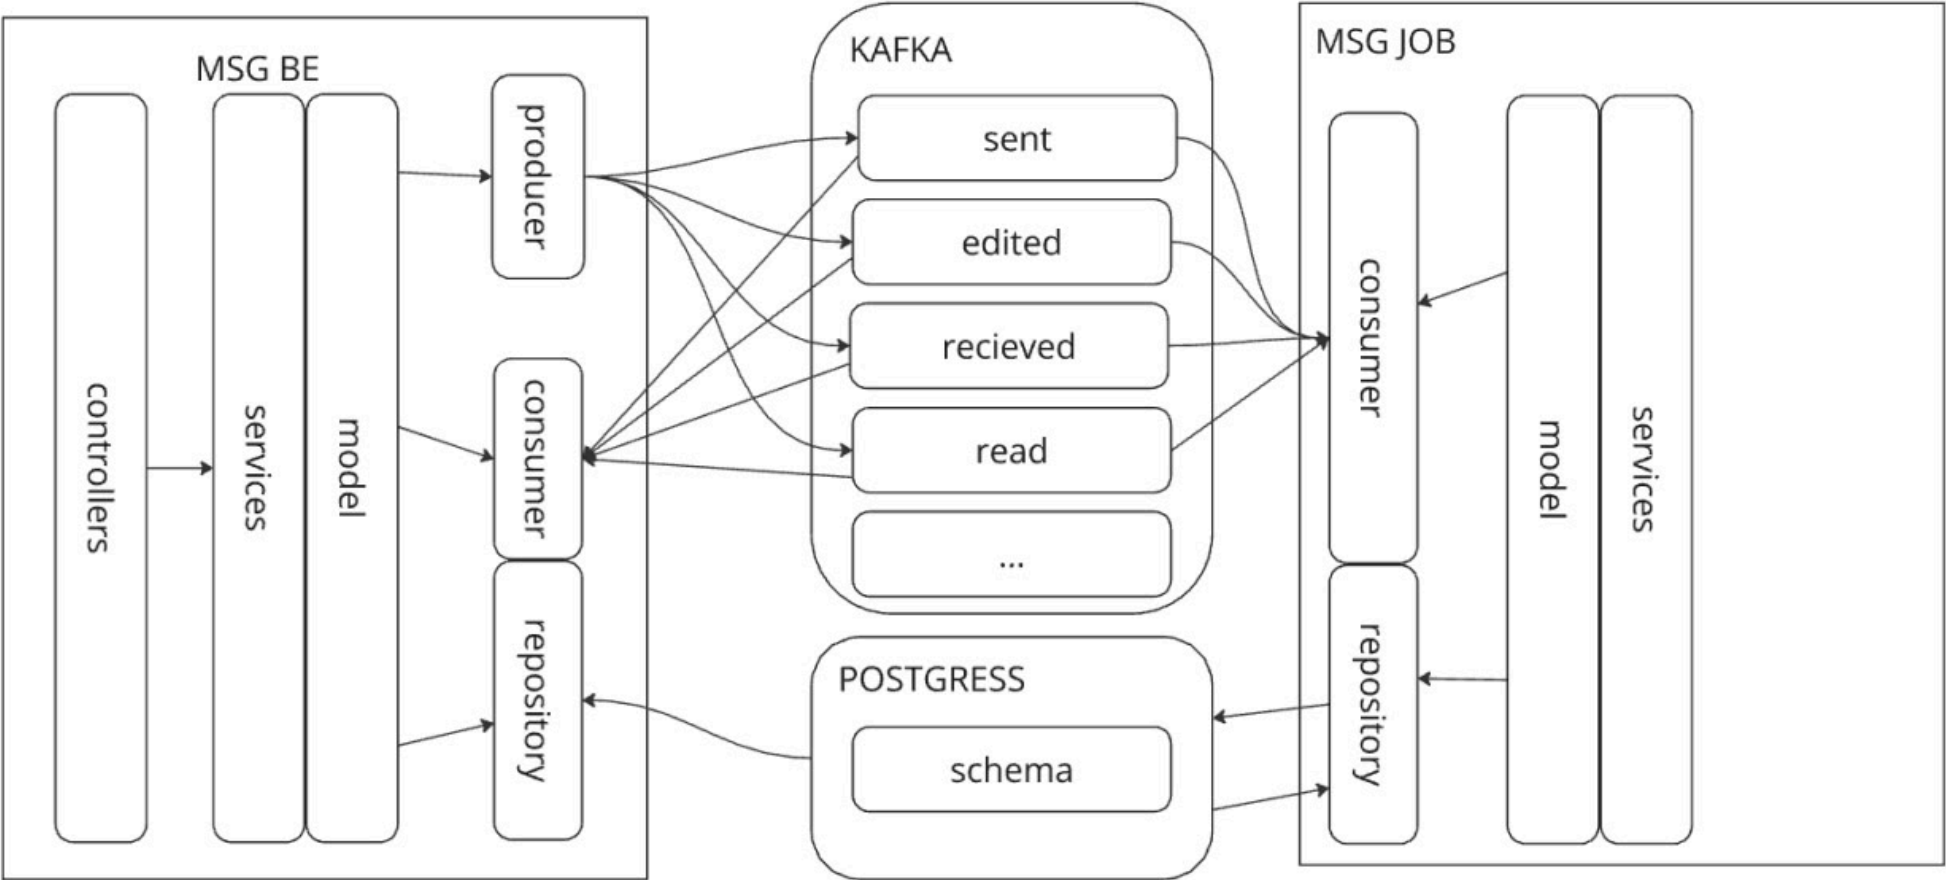 MSG BE
controllers
services
model
producer
consumer
repository
KAFKA
sent
edited
recieved
read
...
POSTGRESS
schema
MSG JOB
consumer
repository
model
services